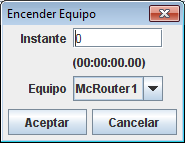 Encender Equipo
Instante 0
(00:00:00.00)
Equipo McRouter1
Aceptar Cancelar